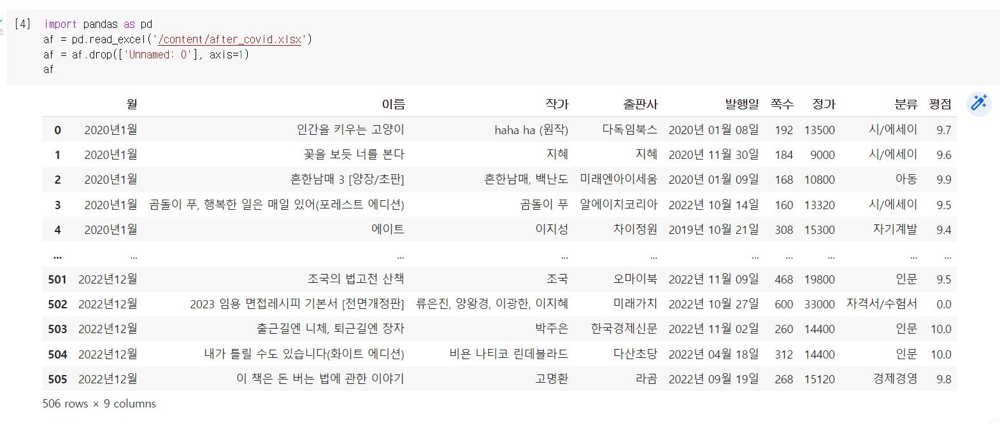 [4] import pandas as pd
af = pd.read_excel('/content/after_covid.xlsx')
af = af.drop(['Unnamed: 0'], axis=1)
af
초
월 이름 작가 출판사 발행일 쪽수 정가 분류 평점
0 2020년1월 인간을 키우는 고양이 haha ha (원작) 다독임북스 2020년 01월 08일 192 13500 시/에세이 9.7
1 2020년1월 꽃을 보듯 너를 본다 지혜 지혜 2020년 11월 30일 184 9000 시/에세이 9.6
2 2020년1월 흔한남매 3 [양장/초판] 흔한남매, 백난도 미래엔아이세움 2020년 01월 09일 168 10800 아동 9.9
3 2020년1월 곰돌이 푸, 행복한 일은 매일 있어(포레스트 에디션) 곰돌이 푸 알에이치코리아 2022년 10월 14일 160 13320 시/에세이 9.5
4 2020년1월 에이트 이지성 차이정원 2019년 10월 21일 308 15300 자기계발 9.4
... ... ... ... ... ... ... ... ... ...
501 2022년12월 조국의 법고전 산책 조국 오마이북 2022년 11월 09일 468 19800 인문 9.5
502 2022년12월 2023 임용 면접레시피 기본서 [전면개정판] 류은진, 양왕경, 이광한, 이지혜 미래가치 2022년 10월 27일 600 33000 자격서/수험서 0.0
503 2022년12월 출근길엔 니체, 퇴근길엔 장자 박주은 한국경제신문 2022년 11월 02일 260 14400 인문 10.0
504 2022년12월 내가 틀릴 수도 있습니다(화이트 에디션) 비욘 나티코 린데블라드 다산초당 2022년 04월 18일 312 14400 인문 10.0
505 2022년12월 이 책은 돈 버는 법에 관한 이야기 고명환 라곰 2022년 09월 19일 268 15120 경제경영 9.8
506 rows × 9 columns